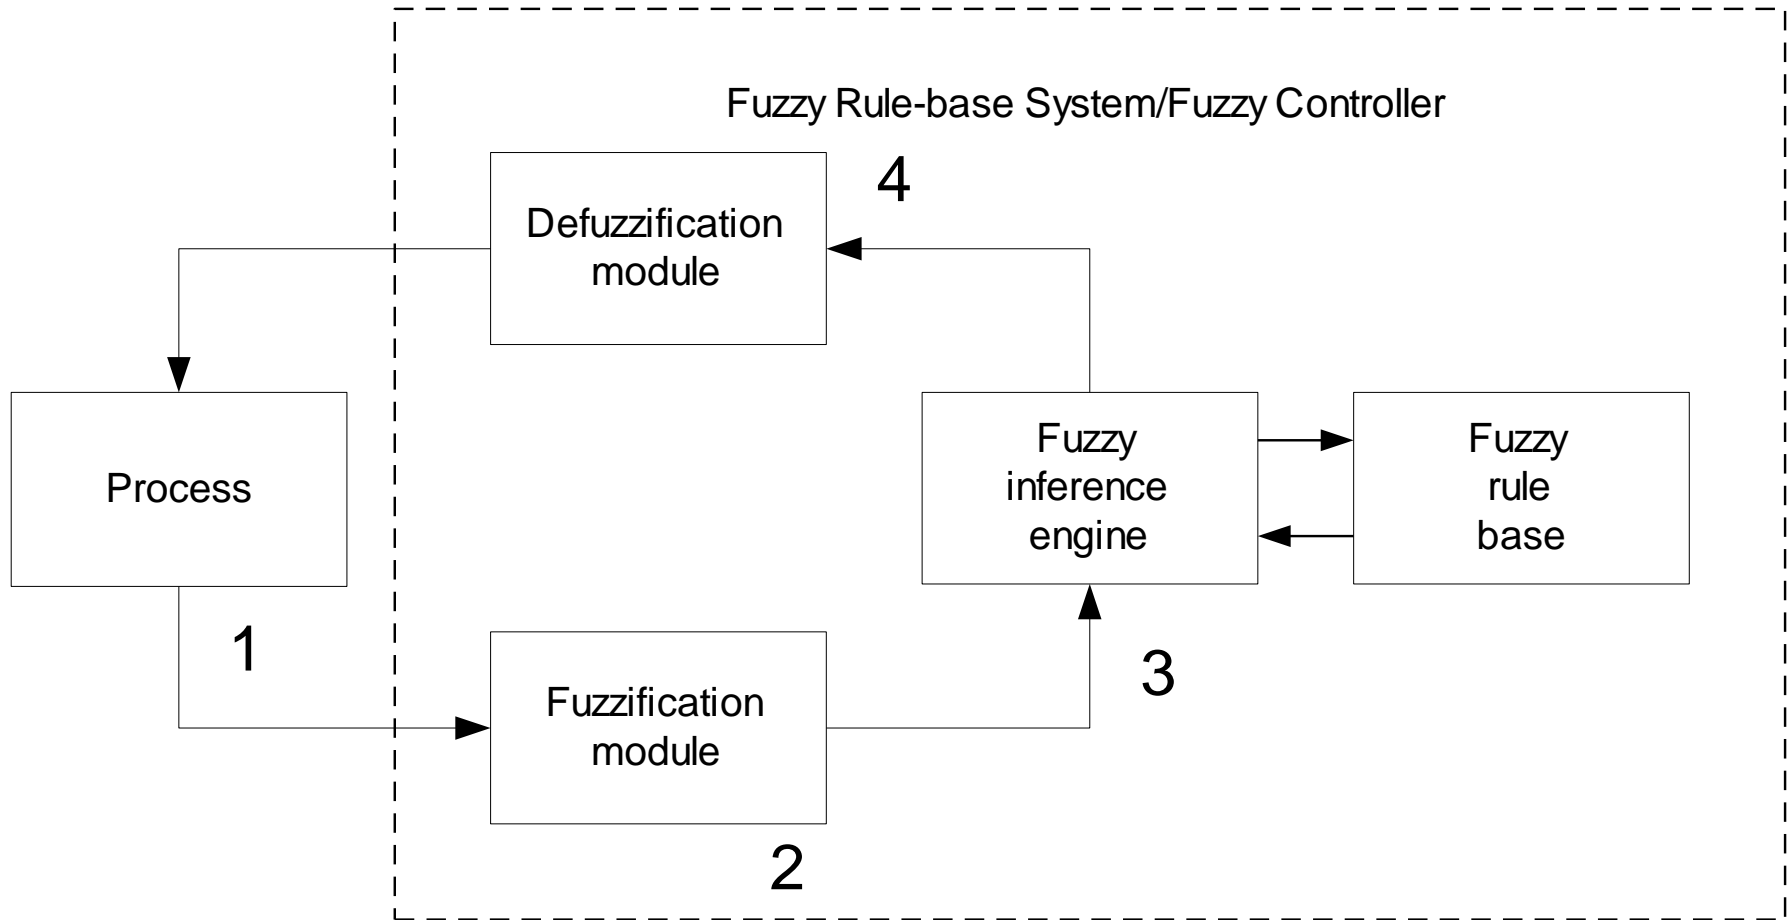 Fuzzy Rule-base System/Fuzzy Controller
4
Defuzzification
module
Process
Fuzzy
inference
engine
Fuzzy
rule
base
1
3
Fuzzification
module
2